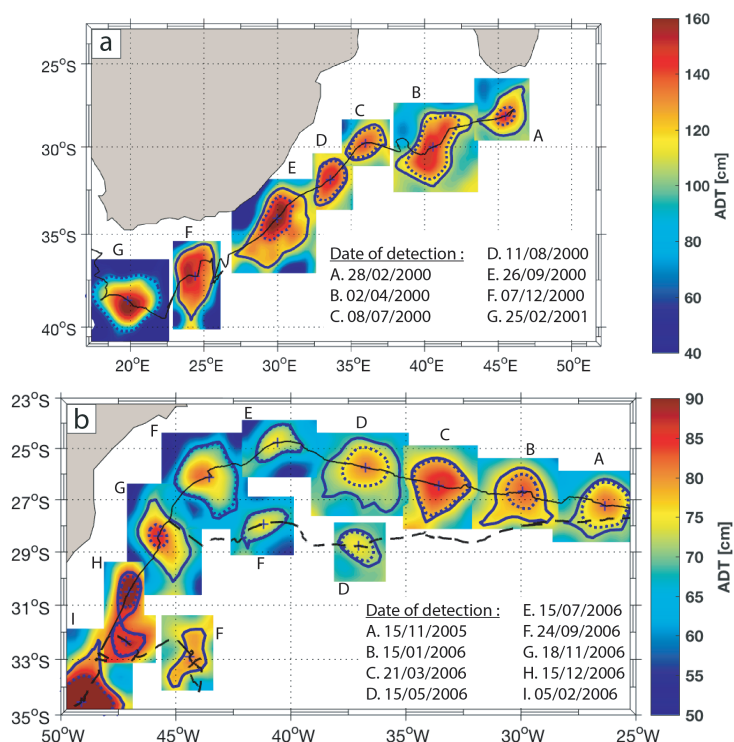 a
25°S
30°S
35°S
40°S
20°E
25°E
30°E
35°E
40°E
45°E
50°E
A
B
C
D
E
F
G
Date of detection :
A. 28/02/2000
B. 02/04/2000
C. 08/07/2000
D. 11/08/2000
E. 26/09/2000
F. 07/12/2000
G. 25/02/2001
160
140
120
100
80
60
40
ADT [cm]
b
23°S
25°S
27°S
29°S
31°S
33°S
35°S
50°W
45°W
40°W
35°W
30°W
25°W
A
B
C
D
E
F
G
H
I
F
D
F
Date of detection :
A. 15/11/2005
B. 15/01/2006
C. 21/03/2006
D. 15/05/2006
E. 15/07/2006
F. 24/09/2006
G. 18/11/2006
H. 15/12/2006
I. 05/02/2006
90
85
80
75
70
65
60
55
50
ADT [cm]